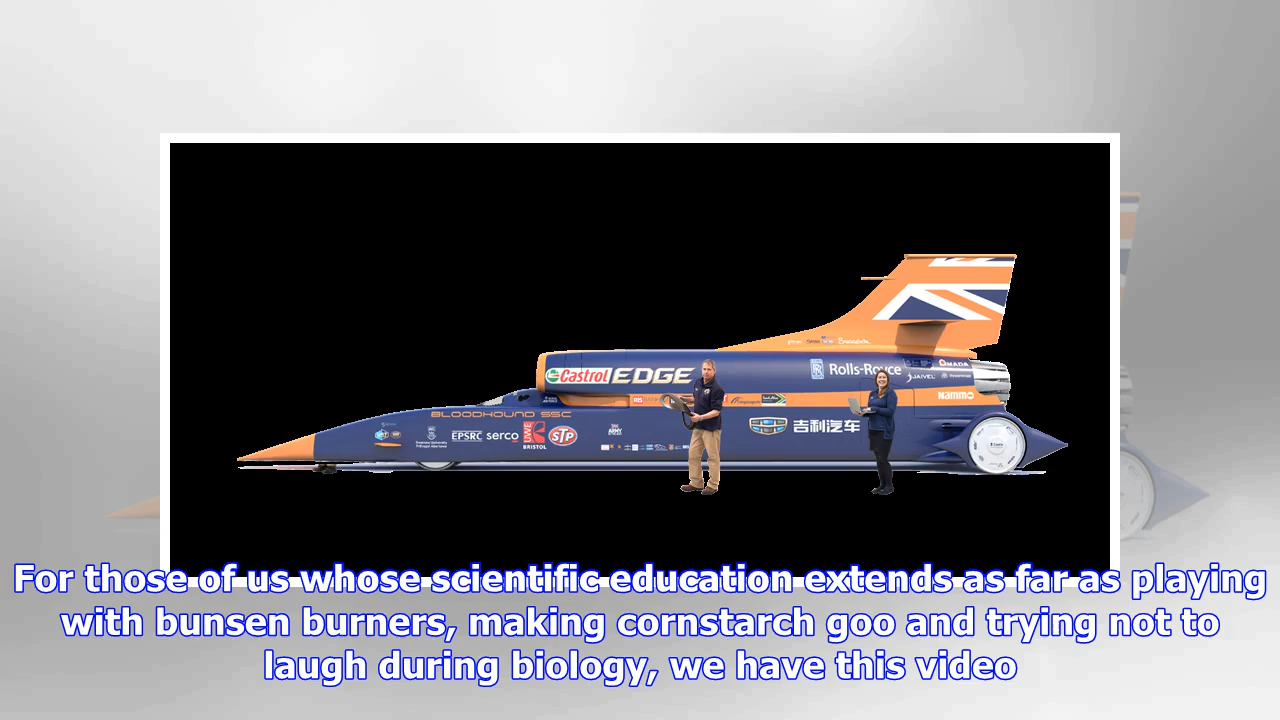 Castrol EDGE
Rolls-Royce
JAIVEL
Nammo
BLOODHOUND SSC
EPSRC
serco
UWE
BRISTOL
STP
ARMY
吉利汽车
For those of us whose scientific education extends as far as playing
with bunsen burners, making cornstarch goo and trying not to
laugh during biology, we have this video